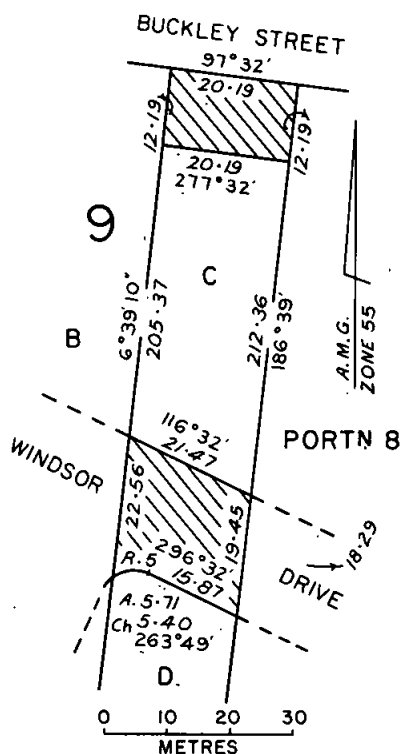 BUCKLEY STREET
97°32'
20·19
12·19
12·19
20·19
277°32'
9
C
B
6°39'10"
205·37
212·36
186°39'
A.M.G.
ZONE 55
116°32'
21·47
PORTN 8
WINDSOR
22·56
19·45
296°32'
15·87
R.5
18·29
DRIVE
A.5·71
Ch 5·40
263°49'
D.
0 10 20 30
METRES